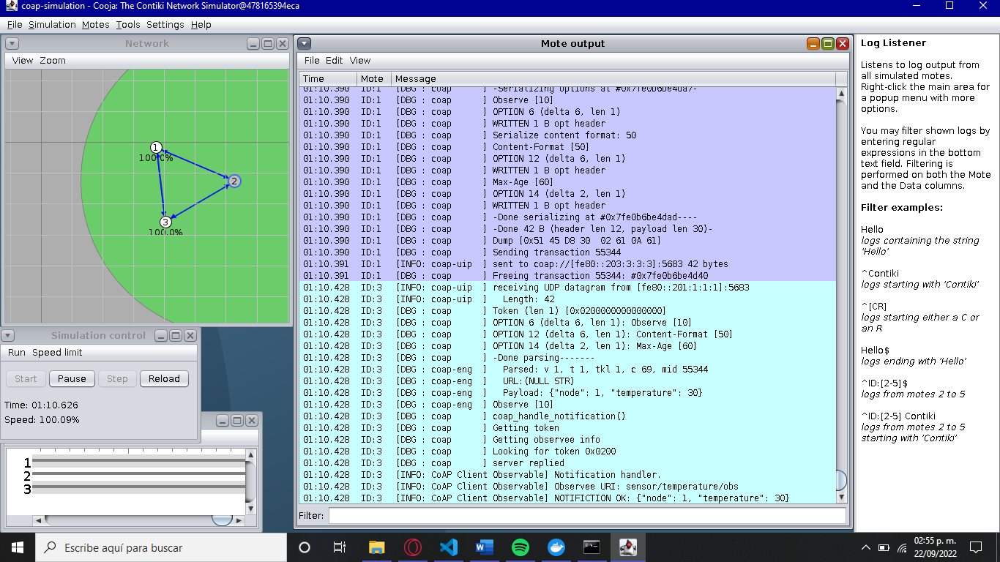 coap-simulation - Cooja: The Contiki Network Simulator@478165394eca
File Simulation Motes Tools Settings Help
Network
View Zoom
1
100.0%
2
3
100.0%
Simulation control
Run Speed limit
Start Pause Step Reload
Time: 01:10.626
Speed: 100.09%
1
2
3
Mote output
File Edit View
Time Mote Message
01:10.390 ID:1 [DBG : coap ] -Serializing options at #0x7fe0b6be4da7-
01:10.390 ID:1 [DBG : coap ] Observe [10]
01:10.390 ID:1 [DBG : coap ] OPTION 6 (delta 6, len 1)
01:10.390 ID:1 [DBG : coap ] WRITTEN 1 B opt header
01:10.390 ID:1 [DBG : coap ] Serialize content format: 50
01:10.390 ID:1 [DBG : coap ] Content-Format [50]
01:10.390 ID:1 [DBG : coap ] OPTION 12 (delta 6, len 1)
01:10.390 ID:1 [DBG : coap ] WRITTEN 1 B opt header
01:10.390 ID:1 [DBG : coap ] Max-Age [60]
01:10.390 ID:1 [DBG : coap ] OPTION 14 (delta 2, len 1)
01:10.390 ID:1 [DBG : coap ] WRITTEN 1 B opt header
01:10.390 ID:1 [DBG : coap ] -Done serializing at #0x7fe0b6be4dad----
01:10.390 ID:1 [DBG : coap ] -Done 42 B (header len 12, payload len 30)-
01:10.390 ID:1 [DBG : coap ] Dump [0x51 45 D8 30  02 61 0A 61]
01:10.390 ID:1 [DBG : coap ] Sending transaction 55344
01:10.391 ID:1 [INFO: coap-uip ] sent to coap://[fe80::203:3:3:3]:5683 42 bytes
01:10.391 ID:1 [DBG : coap ] Freeing transaction 55344: #0x7fe0b6be4d40
01:10.428 ID:3 [INFO: coap-uip ] receiving UDP datagram from [fe80::201:1:1:1]:5683
01:10.428 ID:3 [INFO: coap-uip ] Length: 42
01:10.428 ID:3 [DBG : coap ] Token (len 1) [0x0200000000000000]
01:10.428 ID:3 [DBG : coap ] OPTION 6 (delta 6, len 1): Observe [10]
01:10.428 ID:3 [DBG : coap ] OPTION 12 (delta 6, len 1): Content-Format [50]
01:10.428 ID:3 [DBG : coap ] OPTION 14 (delta 2, len 1): Max-Age [60]
01:10.428 ID:3 [DBG : coap ] -Done parsing-------
01:10.428 ID:3 [DBG : coap-eng ] Parsed: v 1, t 1, tkl 1, c 69, mid 55344
01:10.428 ID:3 [DBG : coap-eng ] URL:(NULL STR)
01:10.428 ID:3 [DBG : coap-eng ] Payload: {"node": 1, "temperature": 30}
01:10.428 ID:3 [DBG : coap-eng ] Observe [10]
01:10.428 ID:3 [DBG : coap ] coap_handle_notification()
01:10.428 ID:3 [DBG : coap ] Getting token
01:10.428 ID:3 [DBG : coap ] Getting observee info
01:10.428 ID:3 [DBG : coap ] Looking for token 0x0200
01:10.428 ID:3 [DBG : coap ] server replied
01:10.428 ID:3 [INFO: CoAP Client Observable] Notification handler.
01:10.428 ID:3 [INFO: CoAP Client Observable] Observee URI: sensor/temperature/obs
01:10.428 ID:3 [INFO: CoAP Client Observable] NOTIFICTION OK: {"node": 1, "temperature": 30}
Filter:
Log Listener
Listens to log output from
all simulated motes.
Right-click the main area for
a popup menu with more
options.
You may filter shown logs by
entering regular
expressions in the bottom
text field. Filtering is
performed on both the Mote
and the Data columns.
Filter examples:
Hello
logs containing the string
'Hello'
^Contiki
logs starting with 'Contiki'
^[CR]
logs starting either a C or
an R
Hello$
logs ending with 'Hello'
^ID:[2-5]$
logs from motes 2 to 5
^ID:[2-5] Contiki
logs from motes 2 to 5
starting with 'Contiki'
Escribe aquí para buscar
02:55 p. m.
22/09/2022